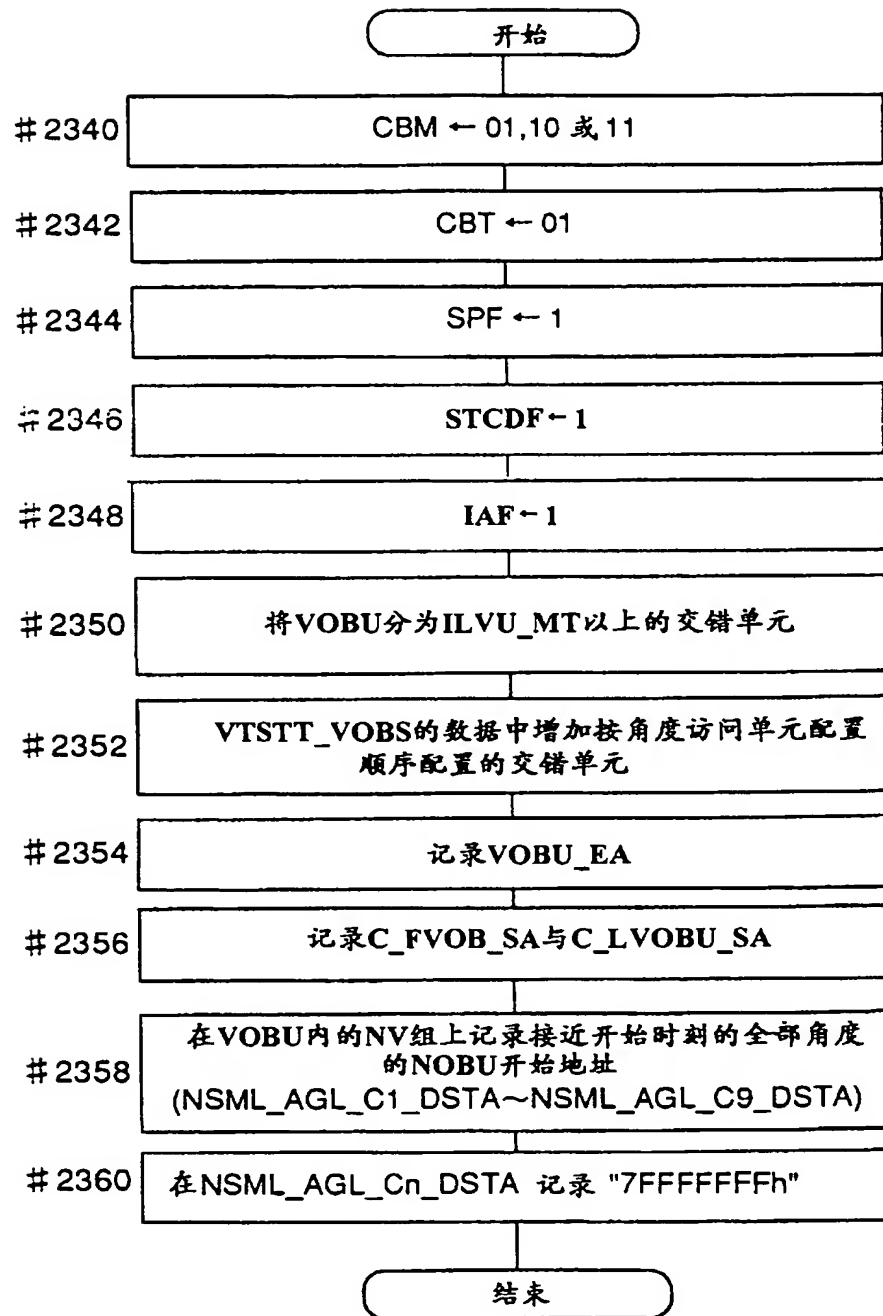 开始
#2340 CBM ← 01,10 或 11
#2342 CBT ← 01
#2344 SPF ← 1
#2346 STCDF ← 1
#2348 IAF ← 1
#2350 将VOBU分为ILVU_MT以上的交错单元
#2352 VTSTT_VOBS的数据中增加按角度访问单元配置
顺序配置的交错单元
#2354 记录VOBU_EA
#2356 记录C_FVOB_SA与C_LVOBU_SA
在VOBU内的NV组上记录接近开始时刻的全部角度
#2358 的NOBU开始地址
(NSML_AGL_C1_DSTA～NSML_AGL_C9_DSTA)
#2360 在NSML_AGL_Cn_DSTA 记录 "7FFFFFFFh"
结束